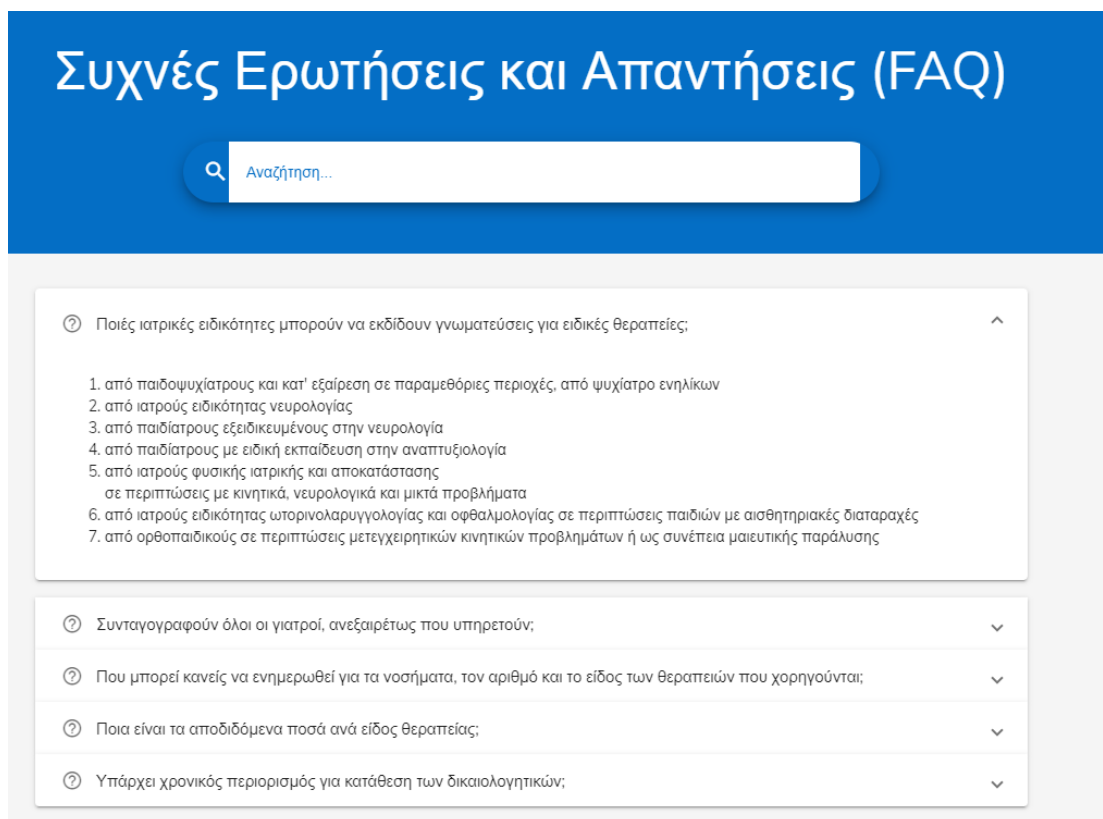 Συχνές Ερωτήσεις και Απαντήσεις (FAQ)
Αναζήτηση...
Ποιές ιατρικές ειδικότητες μπορούν να εκδίδουν γνωματεύσεις για ειδικές θεραπείες;
1. από παιδοψυχίατρους και κατ' εξαίρεση σε παραμεθόριες περιοχές, από ψυχίατρο ενηλίκων
2. από ιατρούς ειδικότητας νευρολογίας
3. από παιδίατρους εξειδικευμένους στην νευρολογία
4. από παιδίατρους με ειδική εκπαίδευση στην αναπτυξιολογία
5. από ιατρούς φυσικής ιατρικής και αποκατάστασης
σε περιπτώσεις με κινητικά, νευρολογικά και μικτά προβλήματα
6. από ιατρούς ειδικότητας ωτορινολαρυγγολογίας και οφθαλμολογίας σε περιπτώσεις παιδιών με αισθητηριακές διαταραχές
7. από ορθοπαιδικούς σε περιπτώσεις μετεγχειρητικών κινητικών προβλημάτων ή ως συνέπεια μαιευτικής παράλυσης
Συνταγογραφούν όλοι οι γιατροί, ανεξαιρέτως που υπηρετούν;
Που μπορεί κανείς να ενημερωθεί για τα νοσήματα, τον αριθμό και το είδος των θεραπειών που χορηγούνται;
Ποια είναι τα αποδιδόμενα ποσά ανά είδος θεραπείας;
Υπάρχει χρονικός περιορισμός για κατάθεση των δικαιολογητικών;